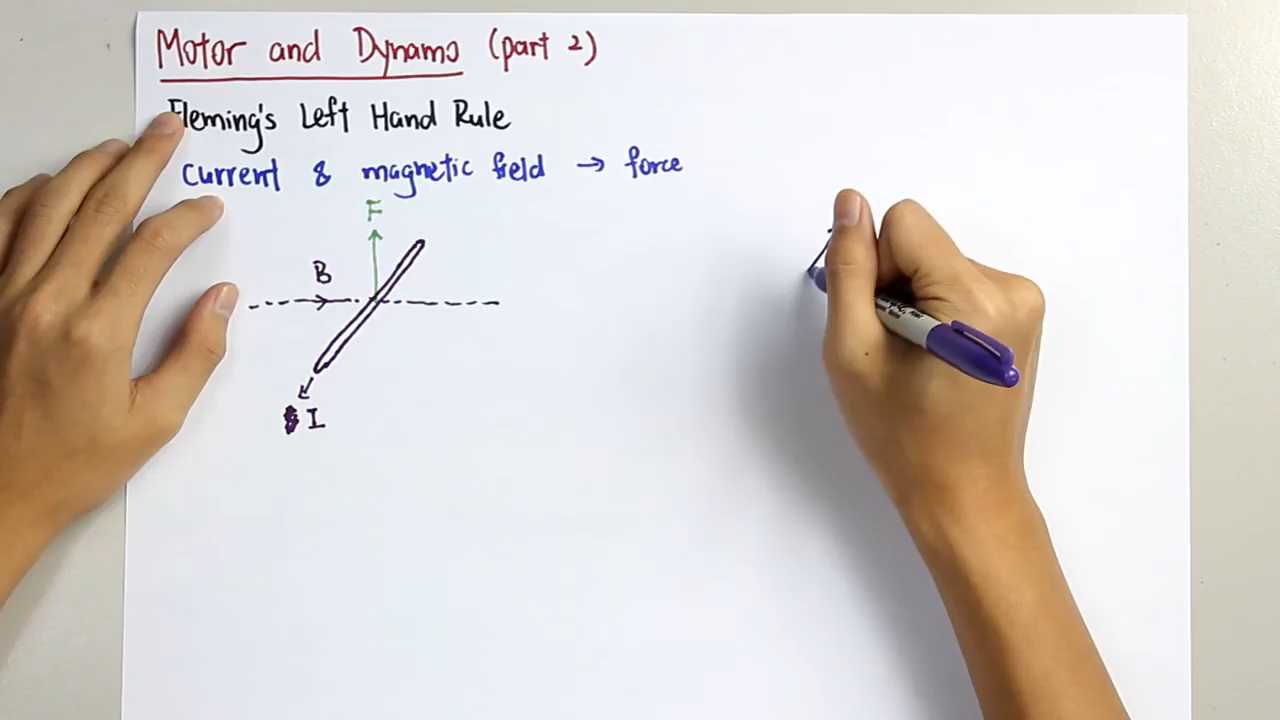 Motor and Dynamo (part 2)
Fleming's Left Hand Rule
Current & magnetic field → force
F
B
I